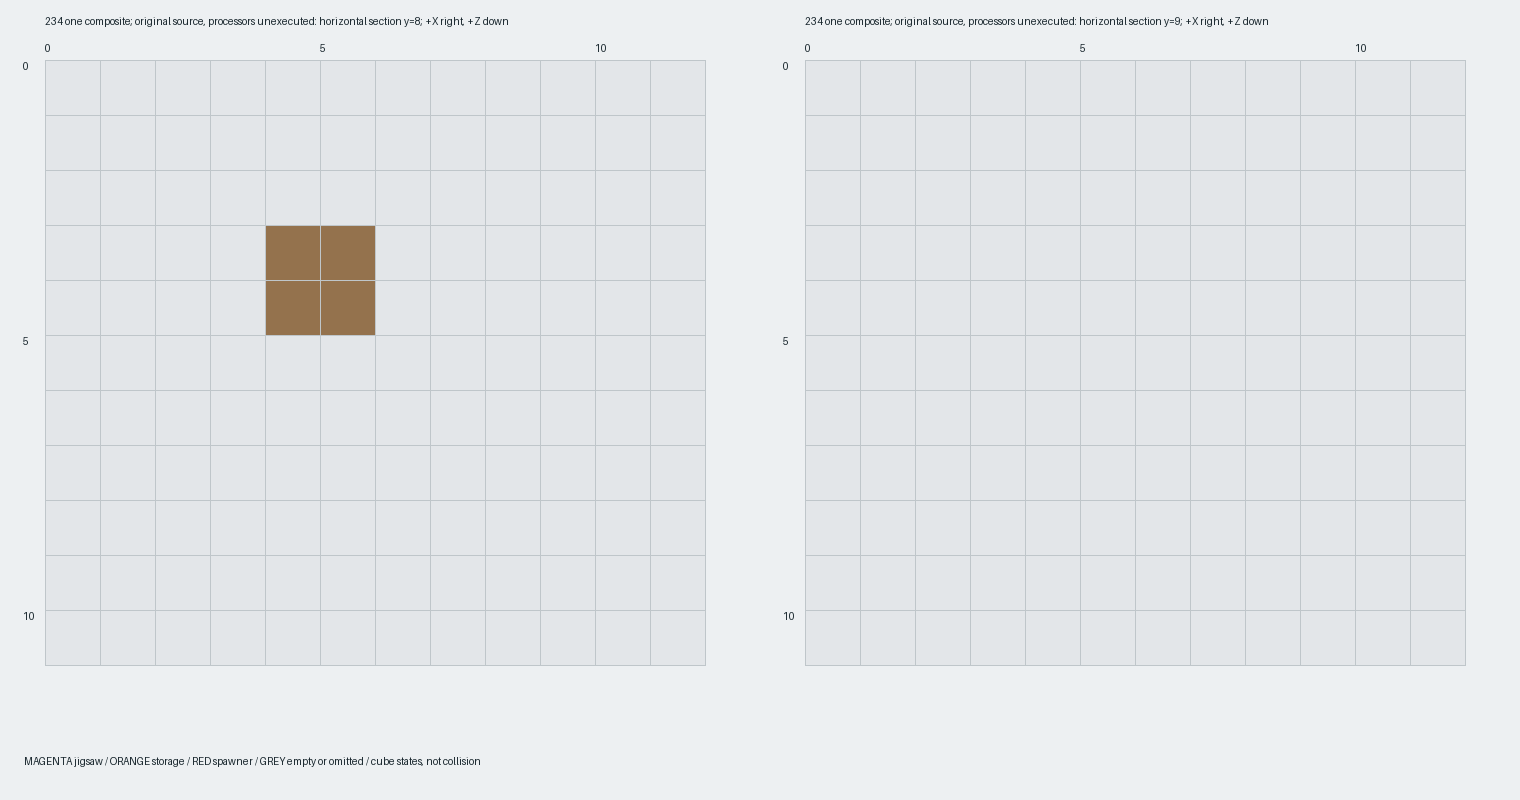 234 one composite; original source, processors unexecuted: horizontal section y=8; +X right, +Z down
0 5 10
0
5
10
234 one composite; original source, processors unexecuted: horizontal section y=9; +X right, +Z down
0 5 10
0
5
10
MAGENTA jigsaw / ORANGE storage / RED spawner / GREY empty or omitted / cube states, not collision